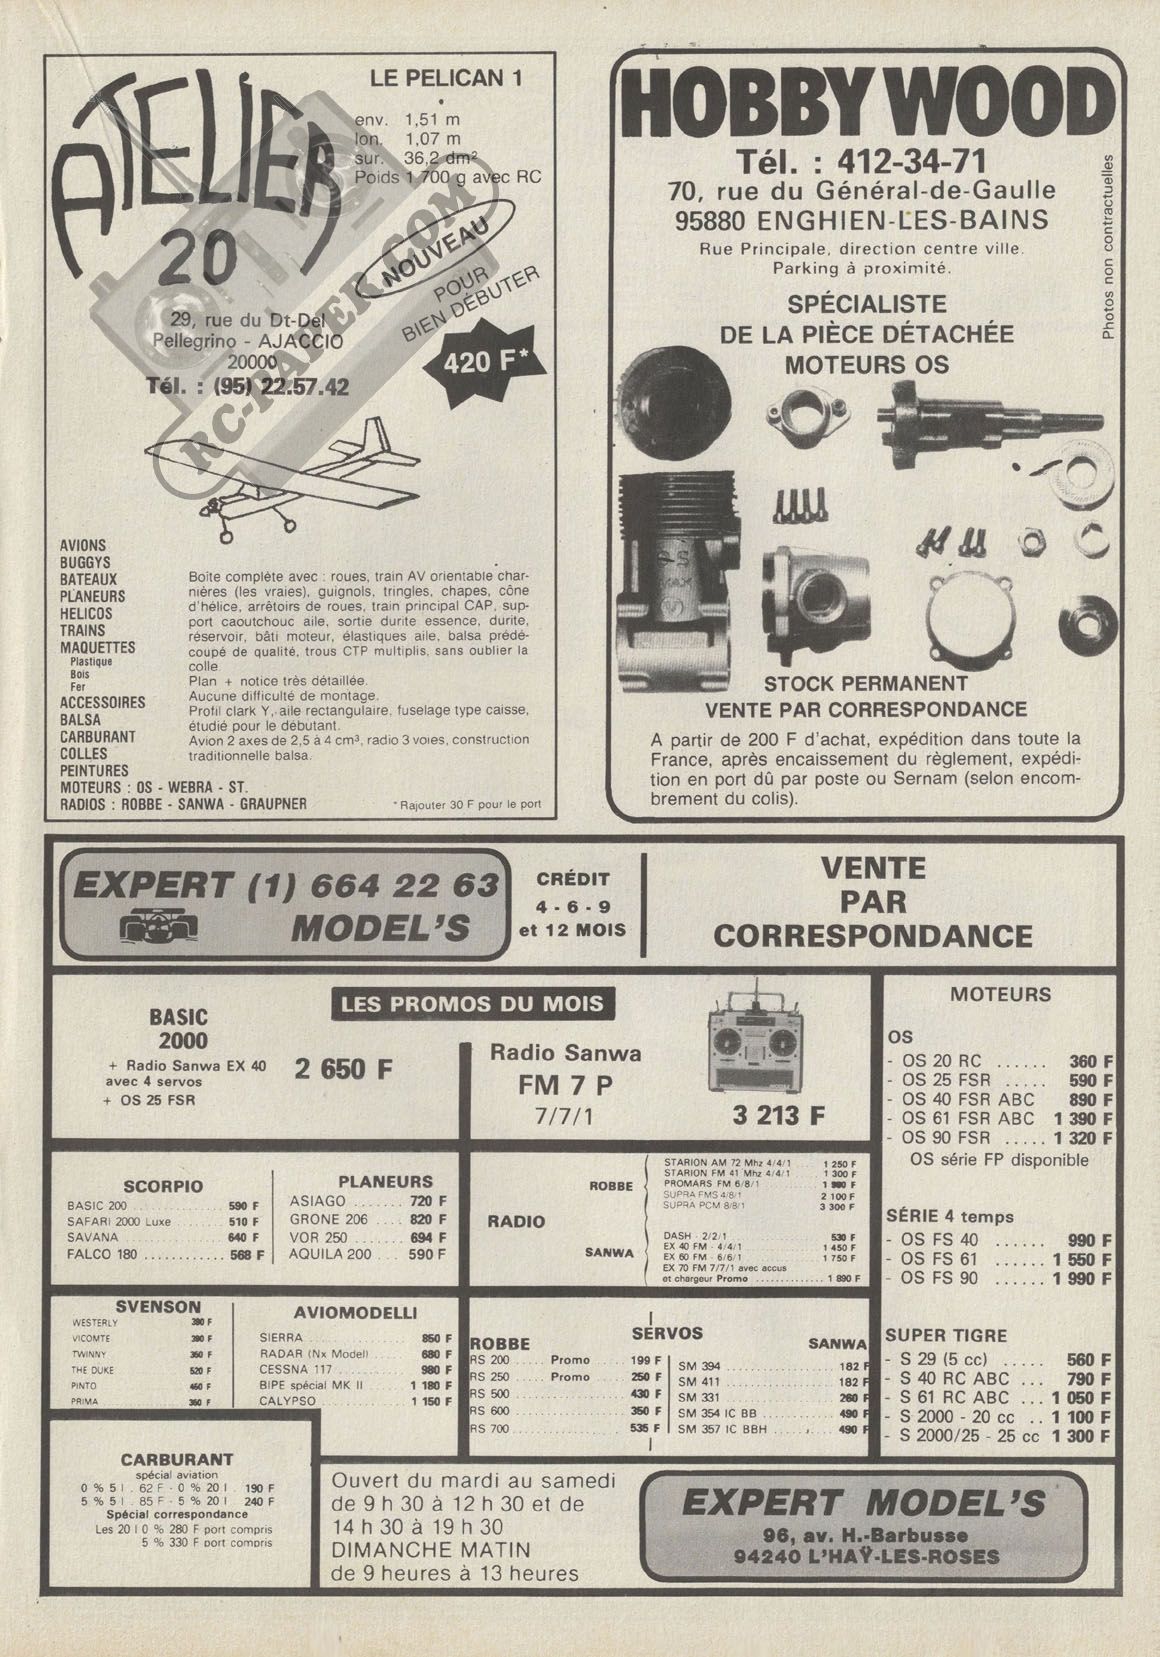 ATELIER
20
LE PELICAN 1
env. 1,51 m
lon. 1,07 m
sur. 36,2 dm²
Poids 1 700 g avec RC
NOUVEAU
POUR
BIEN DÉBUTER
420 F*
29, rue du Dt-Del
Pellegrino - AJACCIO
20000
Tél. : (95) 22.57.42
RC-PAPER.COM
AVIONS
BUGGYS
BATEAUX
PLANEURS
HELICOS
TRAINS
MAQUETTES
Plastique
Bois
Fer
ACCESSOIRES
BALSA
CARBURANT
COLLES
PEINTURES
MOTEURS : OS - WEBRA - ST.
RADIOS : ROBBE - SANWA - GRAUPNER
Boite complète avec : roues, train AV orientable char-
nières (les vraies), guignols, tringles, chapes, cône
d'hélice, arrêtoirs de roues, train principal CAP, sup-
port caoutchouc aile, sortie durite essence, durite,
réservoir, bâti moteur, élastiques aile, balsa prédé-
coupé de qualité, trous CTP multiplis, sans oublier la
colle.
Plan + notice très détaillée.
Aucune difficulté de montage.
Profil clark Y, aile rectangulaire, fuselage type caisse,
étudié pour le débutant.
Avion 2 axes de 2,5 à 4 cm³, radio 3 voies, construction
traditionnelle balsa.
* Rajouter 30 F pour le port
HOBBYWOOD
Tél. : 412-34-71
70, rue du Général-de-Gaulle
95880 ENGHIEN-LES-BAINS
Rue Principale, direction centre ville.
Parking à proximité.
Photos non contractuelles
SPÉCIALISTE
DE LA PIÈCE DÉTACHÉE
MOTEURS OS
STOCK PERMANENT
VENTE PAR CORRESPONDANCE
A partir de 200 F d'achat, expédition dans toute la
France, après encaissement du règlement, expédi-
tion en port dû par poste ou Sernam (selon encom-
brement du colis).
EXPERT (1) 664 22 63
MODEL'S
CRÉDIT
4 - 6 - 9
et 12 MOIS
VENTE
PAR
CORRESPONDANCE
LES PROMOS DU MOIS
BASIC
2000
+ Radio Sanwa EX 40
avec 4 servos
+ OS 25 FSR
2 650 F
Radio Sanwa
FM 7 P
7/7/1
3 213 F
MOTEURS
OS
- OS 20 RC ...... 360 F
- OS 25 FSR ..... 590 F
- OS 40 FSR ABC 890 F
- OS 61 FSR ABC 1 390 F
- OS 90 FSR ..... 1 320 F
OS série FP disponible
SÉRIE 4 temps
- OS FS 40 ...... 990 F
- OS FS 61 ...... 1 550 F
- OS FS 90 ...... 1 990 F
SUPER TIGRE
- S 29 (5 cc) ..... 560 F
- S 40 RC ABC ... 790 F
- S 61 RC ABC ... 1 050 F
- S 2000 - 20 cc .. 1 100 F
- S 2000/25 - 25 cc 1 300 F
SCORPIO
BASIC 200 ........ 590 F
SAFARI 2000 Luxe ... 510 F
SAVANA ........ 640 F
FALCO 180 ........ 568 F
PLANEURS
ASIAGO ....... 720 F
GRONE 206 .... 820 F
VOR 250 ...... 694 F
AQUILA 200 ... 590 F
RADIO
ROBBE
STARION AM 72 Mhz 4/4/1 ... 1 250 F
STARION FM 41 Mhz 4/4/1 ... 1 300 F
PROMARS FM 6/8/1
SUPRA FMS 4/8/1 2 100 F
SUPRA PCM 8/8/1 3 300 F
SANWA
DASH - 2/2/1 530 F
EX 40 FM - 4/4/1 1 450 F
EX 60 FM - 6/6/1 1 750 F
EX 70 FM 7/7/1 avec accus
et chargeur Promo ........ 1 890 F
SVENSON
WESTERLY 390 F
VICOMTE 390 F
TWINNY 350 F
THE DUKE 520 F
PINTO 460 F
PRIMA 360 F
AVIOMODELLI
SIERRA ........ 850 F
RADAR (Nx Model) ... 680 F
CESSNA 117 ....... 980 F
BIPE spécial MK II 1 180 F
CALYPSO ....... 1 150 F
SERVOS
ROBBE
RS 200 Promo 199 F
RS 250 Promo 250 F
RS 500 430 F
RS 600 350 F
RS 700 535 F
SANWA
SM 394 182 F
SM 411 182 F
SM 331 260 F
SM 354 IC BB 490 F
SM 357 IC BBH 490 F
CARBURANT
spécial aviation
0 % 5 l . 62 F - 0 % 20 l . 190 F
5 % 5 l . 85 F - 5 % 20 l . 240 F
Spécial correspondance
Les 20 l 0 % 280 F port compris
5 % 330 F port compris
Ouvert du mardi au samedi
de 9 h 30 à 12 h 30 et de
14 h 30 à 19 h 30
DIMANCHE MATIN
de 9 heures à 13 heures
EXPERT MODEL'S
96, av. H.-Barbusse
94240 L'HAŸ-LES-ROSES